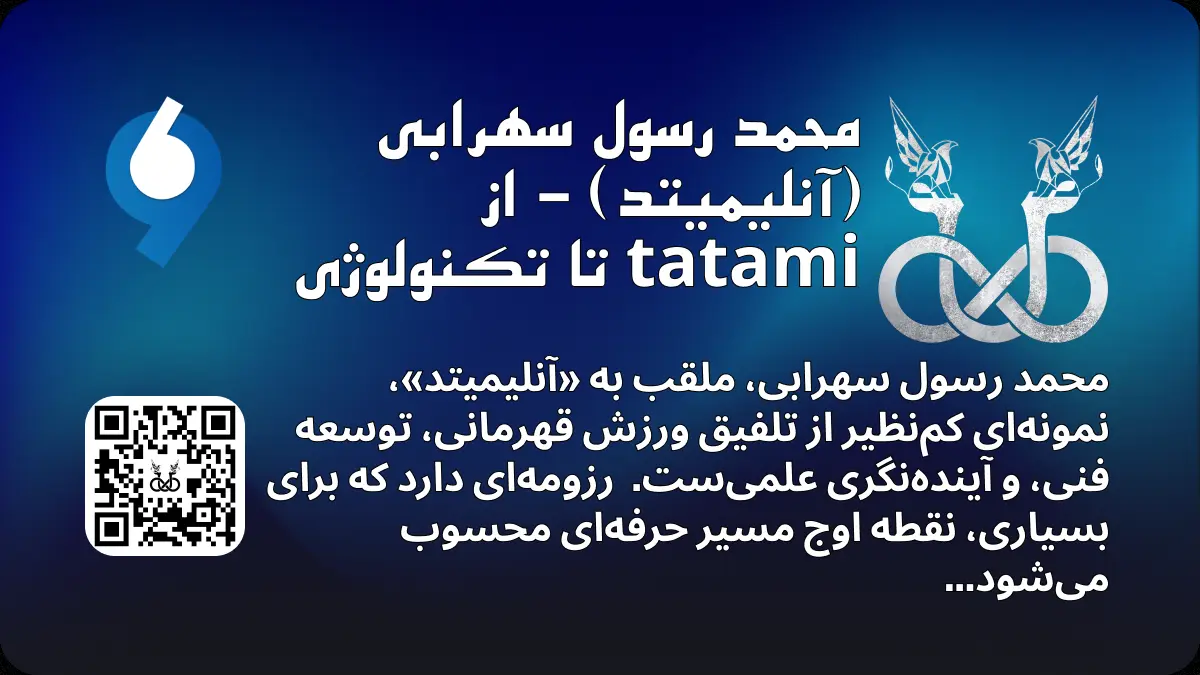 محمد رسول سهرابی
(آنلیمیتد) – از
tatami تا تکنولوژی
محمد رسول سهرابی، ملقب به «آنلیمیتد»،
نمونه‌ای کم‌نظیر از تلفیق ورزش قهرمانی، توسعه
فنی، و آینده‌نگری علمی‌ست. رزومه‌ای دارد که برای
بسیاری، نقطه اوج مسیر حرفه‌ای محسوب
می‌شود...